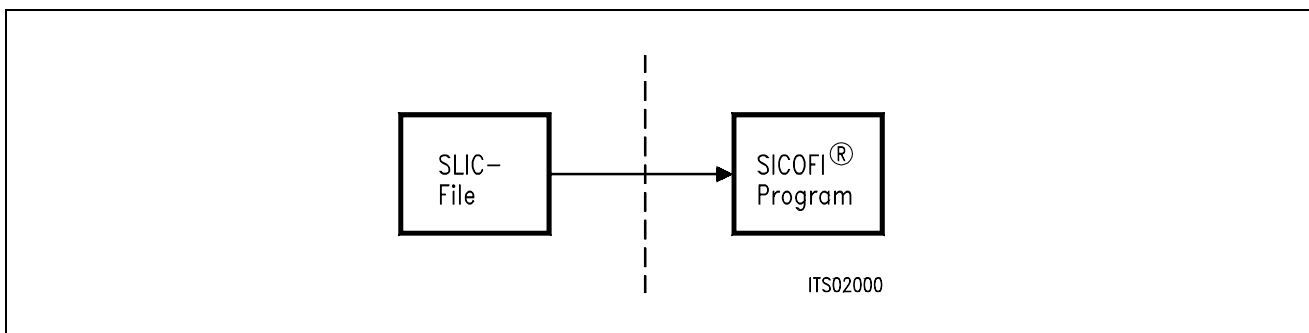 SLIC-
File
SICOFI®
Program
ITS02000